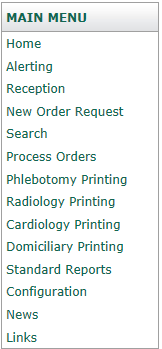 MAIN MENU
Home
Alerting
Reception
New Order Request
Search
Process Orders
Phlebotomy Printing
Radiology Printing
Cardiology Printing
Domiciliary Printing
Standard Reports
Configuration
News
Links